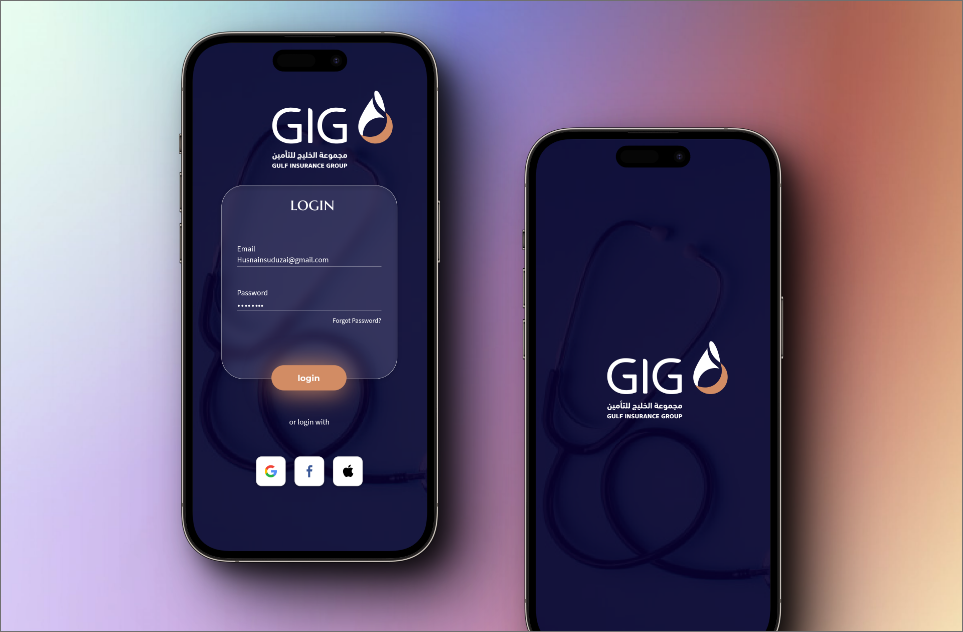 GIG
مجموعة الخليج للتأمين
GULF INSURANCE GROUP
LOGIN
Email
Husnainsuduzai@gmail.com
Password
••••••••
Forgot Password?
login
or login with
GIG
مجموعة الخليج للتأمين
GULF INSURANCE GROUP